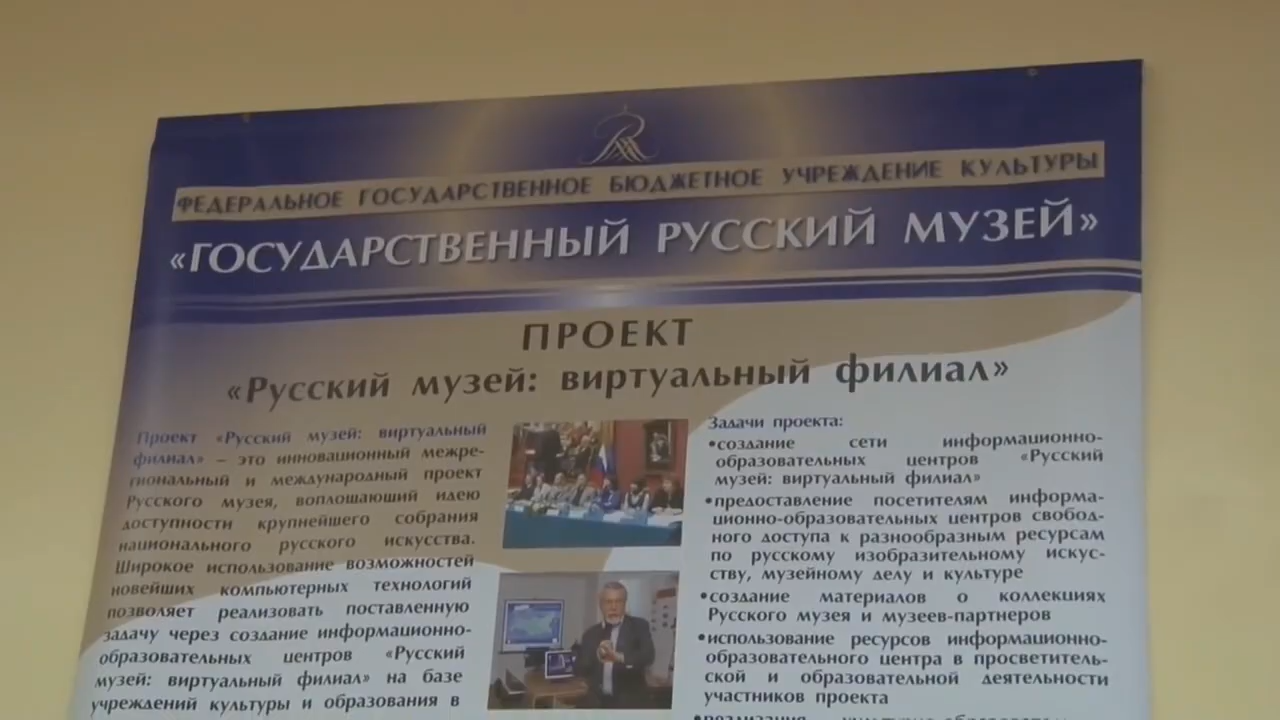 ФЕДЕРАЛЬНОЕ ГОСУДАРСТВЕННОЕ БЮДЖЕТНОЕ УЧРЕЖДЕНИЕ КУЛЬТУРЫ
«ГОСУДАРСТВЕННЫЙ РУССКИЙ МУЗЕЙ»
ПРОЕКТ
«Русский музей: виртуальный филиал»
Проект «Русский музей: виртуальный
филиал» – это инновационный межре-
гиональный и международный проект
Русского музея, воплощающий идею
доступности крупнейшего собрания
национального русского искусства.
Широкое использование возможностей
новейших компьютерных технологий
позволяет реализовать поставленную
задачу через создание информационно-
образовательных центров «Русский
музей: виртуальный филиал» на базе
учреждений культуры и образования в
Задачи проекта:
•создание сети информационно-
образовательных центров «Русский
музей: виртуальный филиал»
•предоставление посетителям информа-
ционно-образовательных центров свобод-
ного доступа к разнообразным ресурсам
по русскому изобразительному искус-
ству, музейному делу и культуре
•создание материалов о коллекциях
Русского музея и музеев-партнеров
•использование ресурсов информационно-
образовательного центра в просветитель-
ской и образовательной деятельности
участников проекта